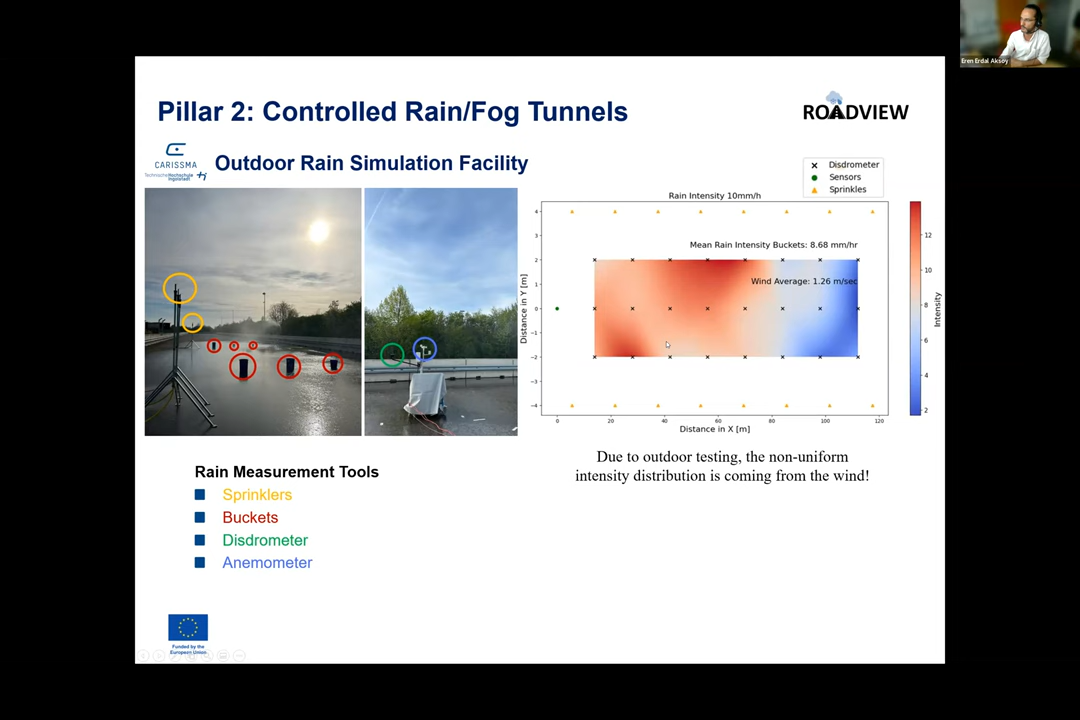 Eren Erdal Aksoy
Pillar 2: Controlled Rain/Fog Tunnels
ROADVIEW
CARISSMA
Technische Hochschule
Ingolstadt
Outdoor Rain Simulation Facility
Disdrometer
Sensors
Sprinkles
Rain Intensity 10mm/h
Mean Rain Intensity Buckets: 8.68 mm/hr
Wind Average: 1.26 m/sec
Distance in Y [m]
4
3
2
1
0
−1
−2
−3
−4
0
20
40
60
80
100
120
Distance in X [m]
12
10
8
6
4
2
Intensity
Due to outdoor testing, the non-uniform
intensity distribution is coming from the wind!
Rain Measurement Tools
Sprinklers
Buckets
Disdrometer
Anemometer
Funded by the
European Union